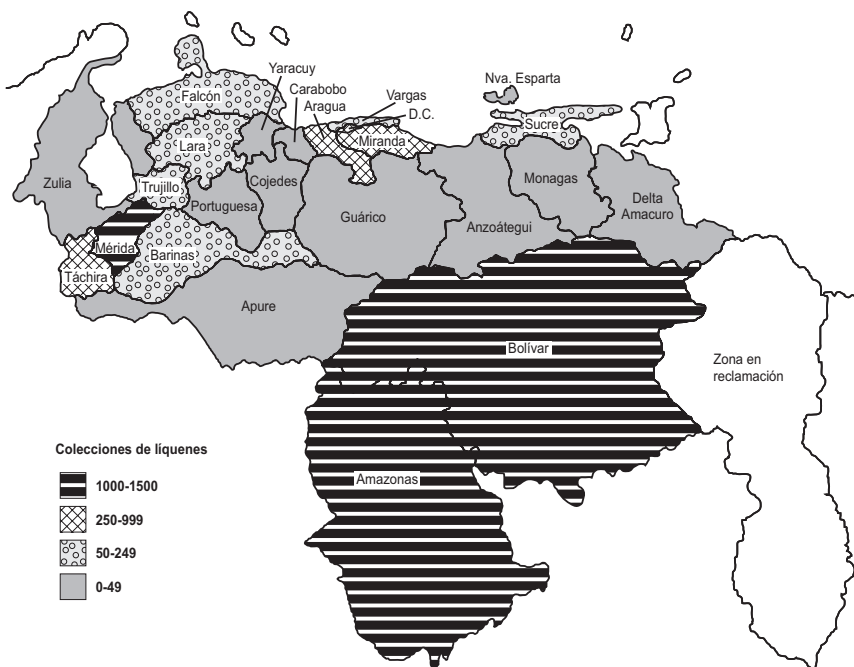 Yaracuy
Nva. Esparta
Carabobo
Vargas
Falcón
Aragua
D.C.
Sucre
Lara
Miranda
Zulia
Trujillo
Cojedes
Monagas
Delta
Amacuro
Portuguesa
Guárico
Anzoátegui
Mérida
Barinas
Táchira
Apure
Bolívar
Zona en
reclamación
Amazonas
Colecciones de líquenes
1000-1500
250-999
50-249
0-49